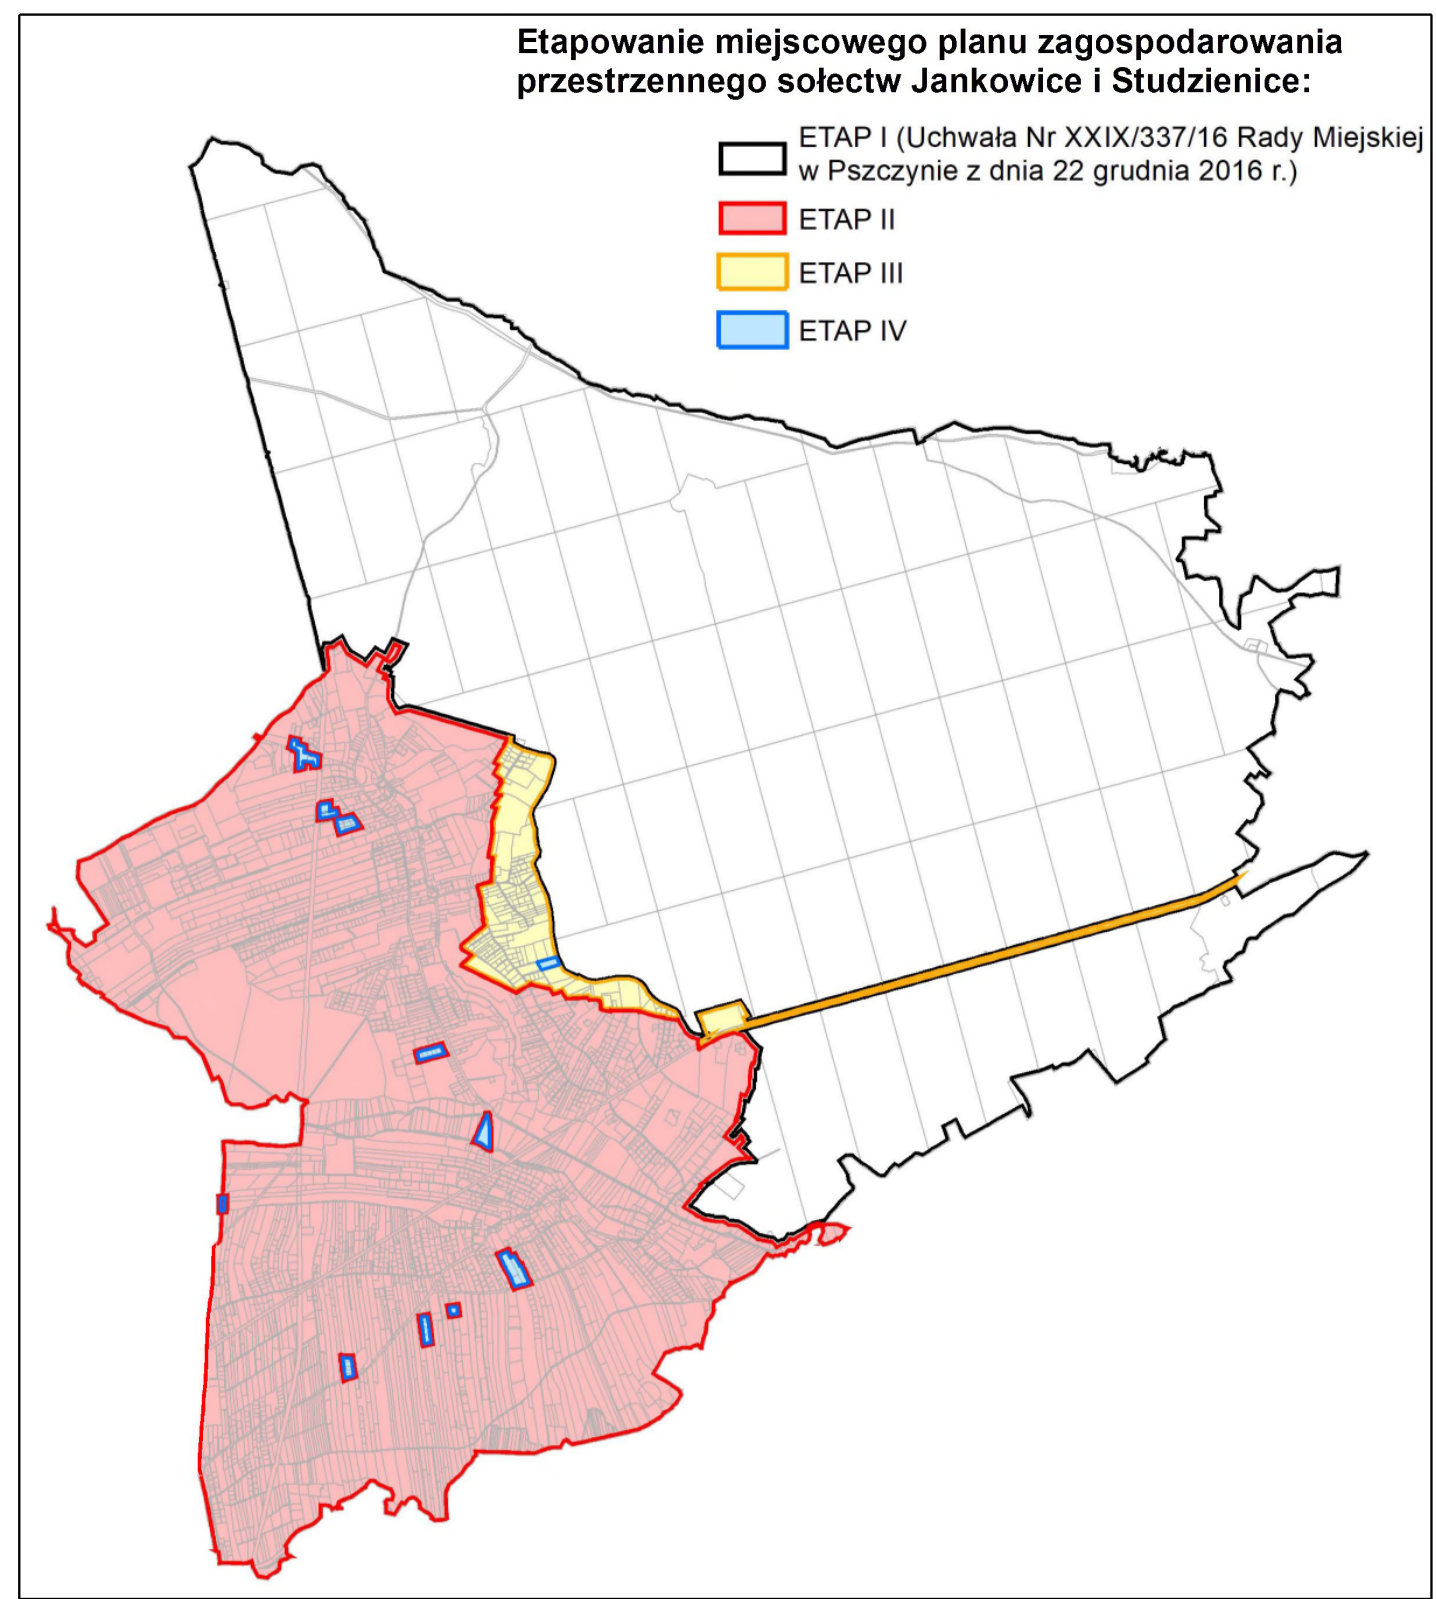 Etapowanie miejscowego planu zagospodarowania
przestrzennego sołectw Jankowice i Studzienice:
ETAP I (Uchwała Nr XXIX/337/16 Rady Miejskiej
w Pszczynie z dnia 22 grudnia 2016 r.)
ETAP II
ETAP III
ETAP IV